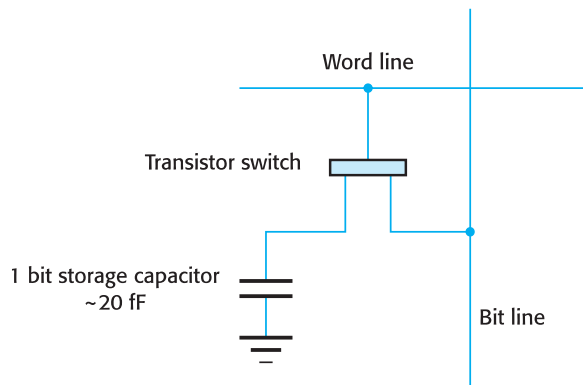 Word line
Transistor switch
1 bit storage capacitor
~20 fF
Bit line